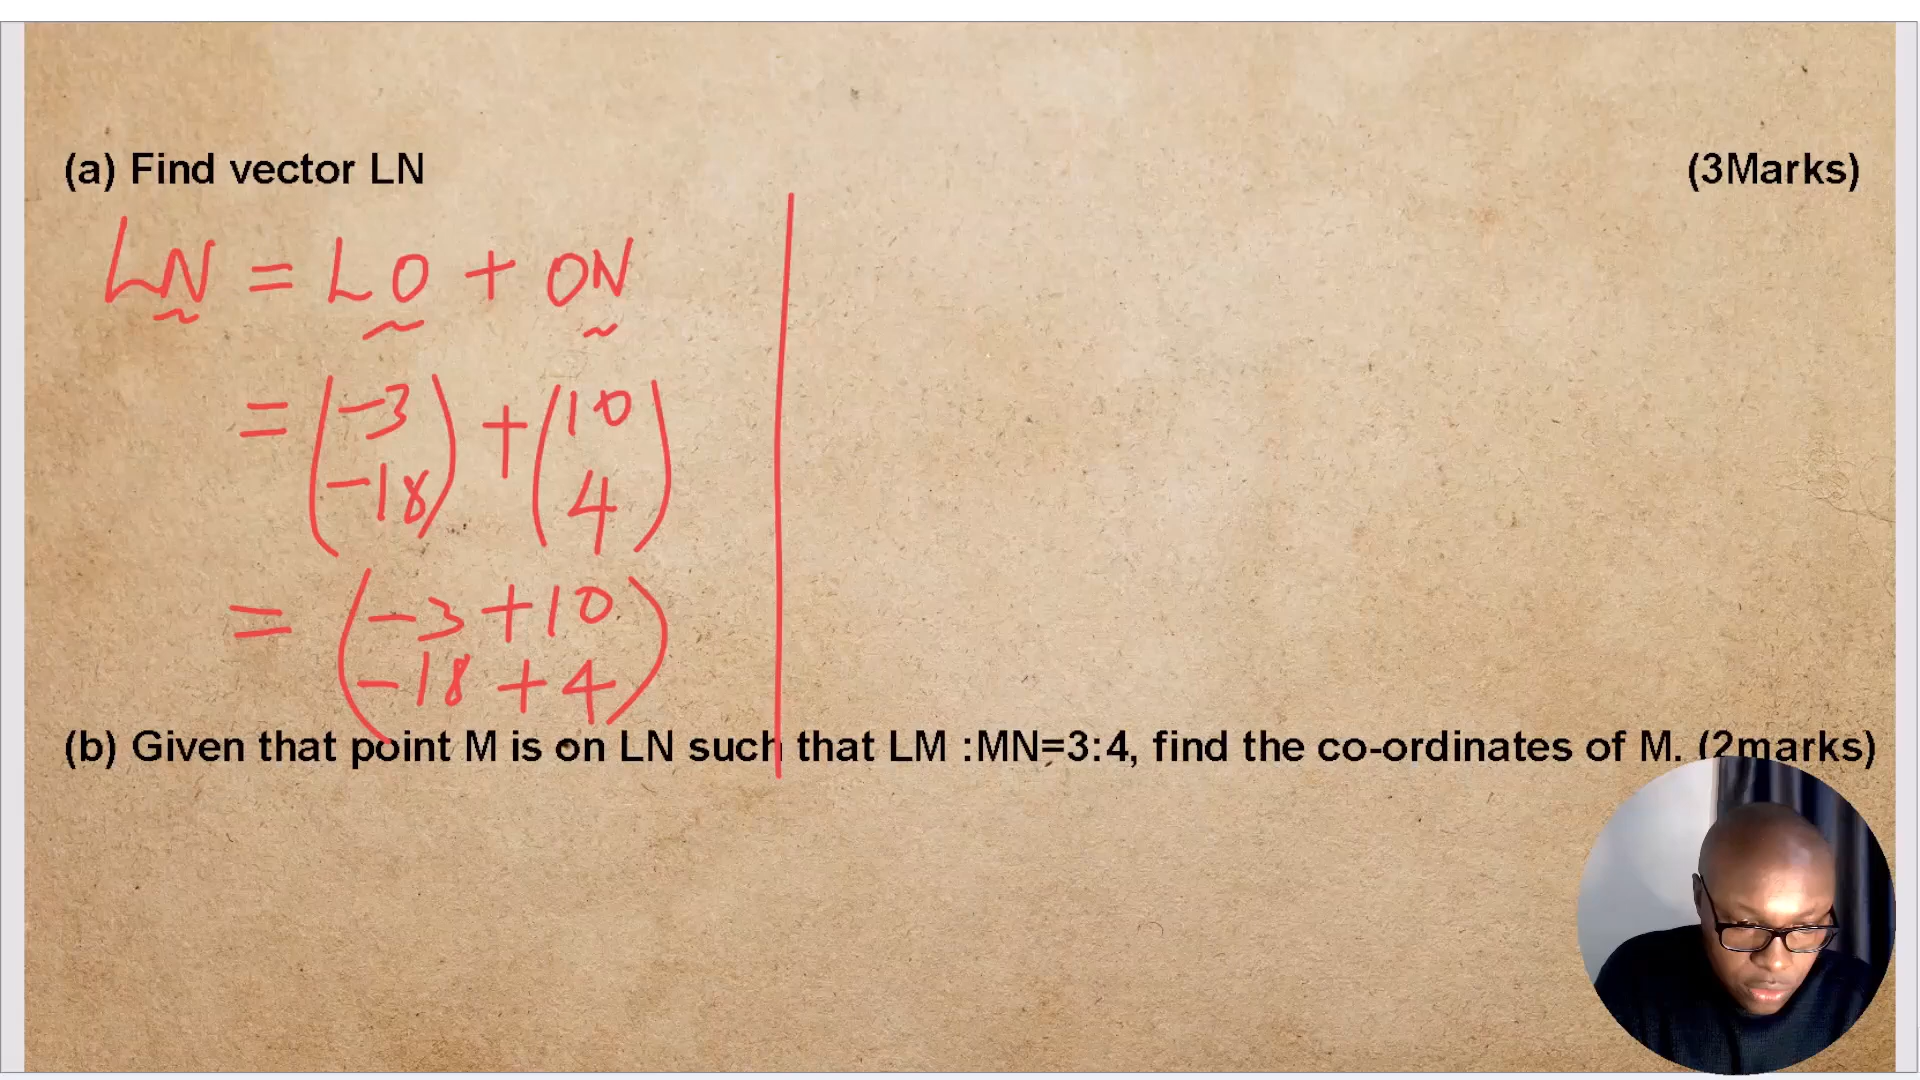 (a) Find vector LN (3Marks)
LN = LO + ON
= (-3 -18) + (10 4)
= (-3 + 10 -18 + 4)
(b) Given that point M is on LN such that LM :MN=3:4, find the co-ordinates of M. (2marks)